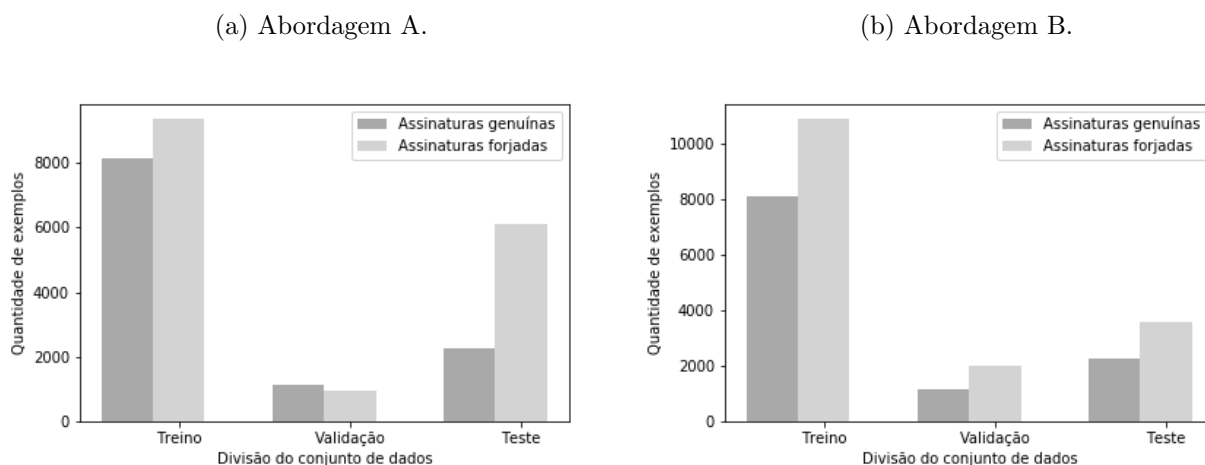 (a) Abordagem A.
Assinaturas genuínas
Assinaturas forjadas
Quantidade de exemplos
8000
6000
4000
2000
0
Treino
Validação
Teste
Divisão do conjunto de dados
(b) Abordagem B.
Assinaturas genuínas
Assinaturas forjadas
Quantidade de exemplos
10000
8000
6000
4000
2000
0
Treino
Validação
Teste
Divisão do conjunto de dados